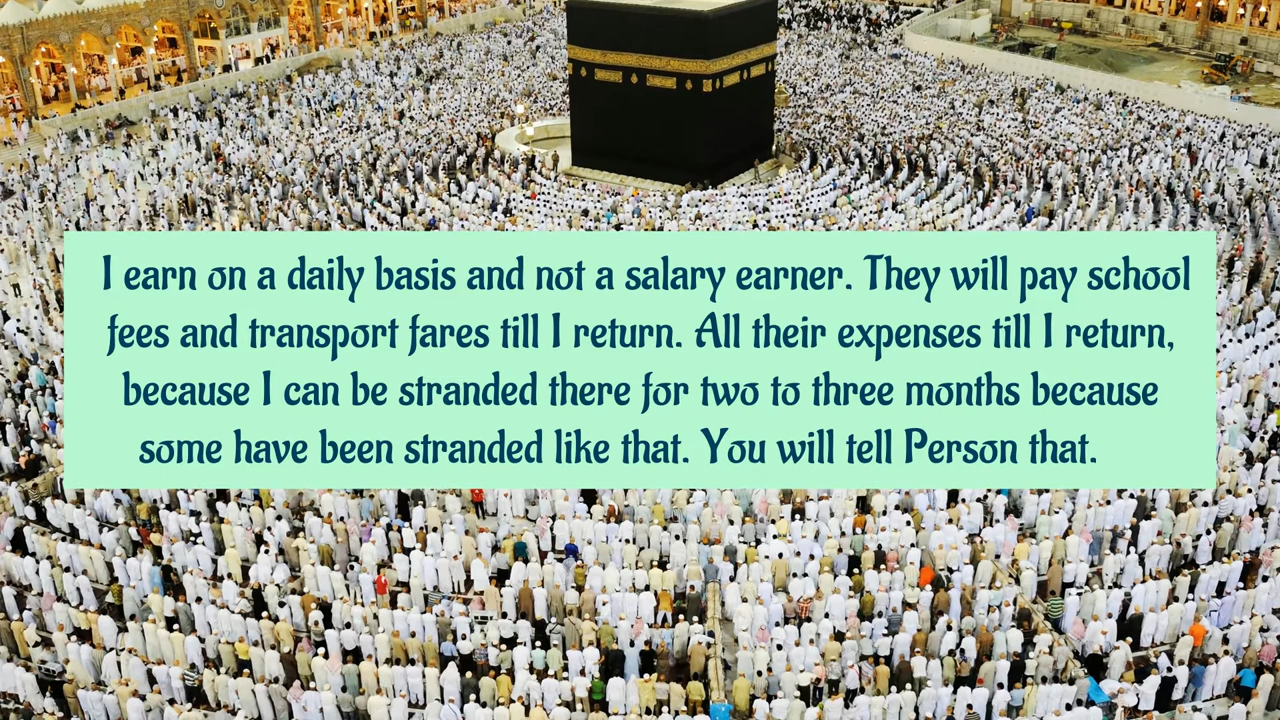 I earn on a daily basis and not a salary earner. They will pay school
fees and transport fares till I return. All their expenses till I return,
because I can be stranded there for two to three months because
some have been stranded like that. You will tell Person that.